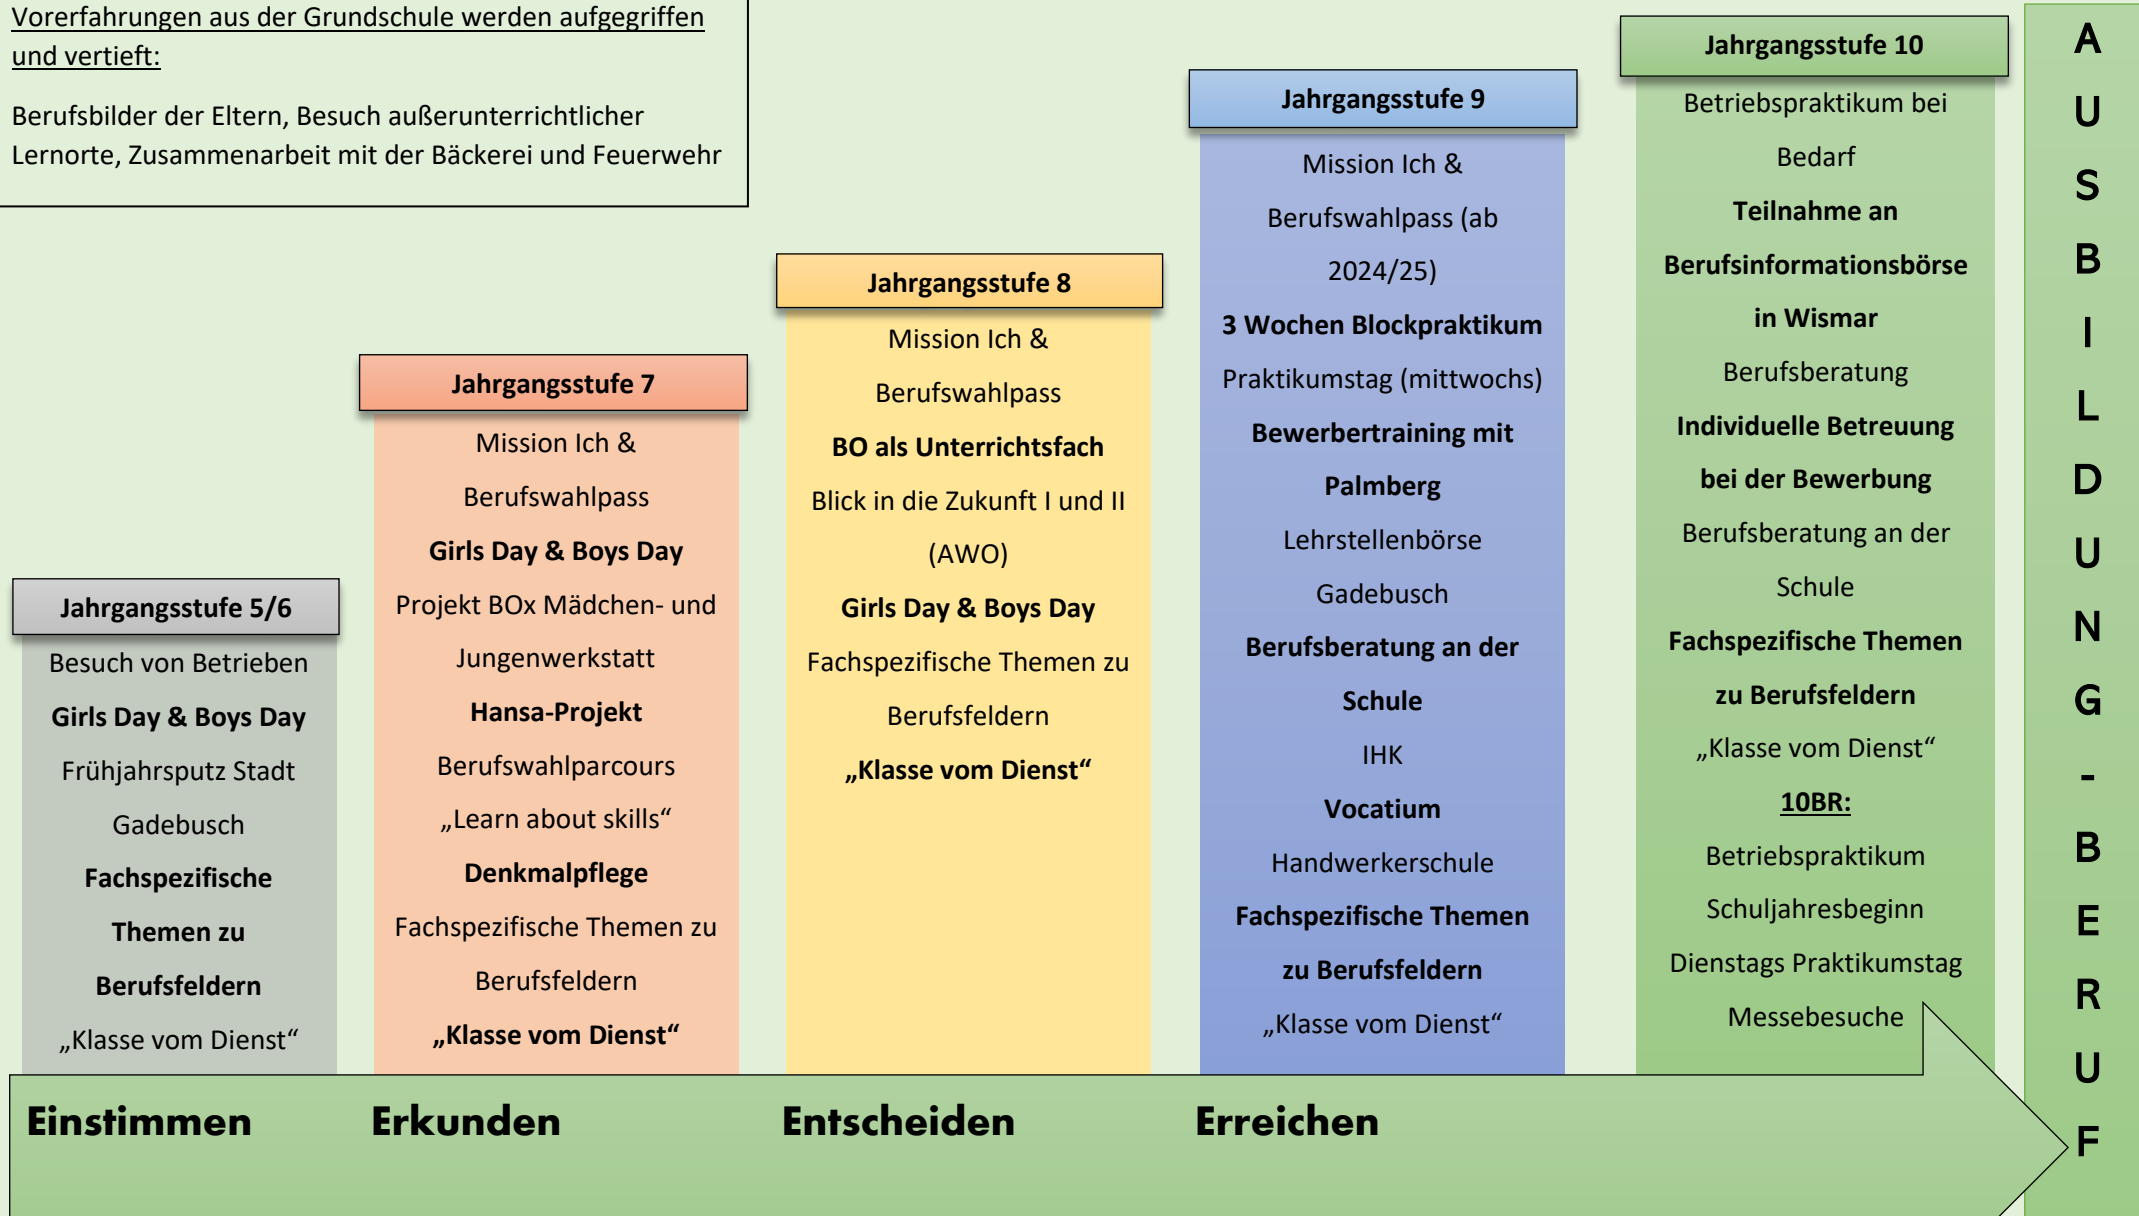 Vorerfahrungen aus der Grundschule werden aufgegriffen
und vertieft:
Berufsbilder der Eltern, Besuch außerunterrichtlicher
Lernorte, Zusammenarbeit mit der Bäckerei und Feuerwehr
Jahrgangsstufe 5/6
Besuch von Betrieben
Girls Day & Boys Day
Frühjahrsputz Stadt
Gadebusch
Fachspezifische
Themen zu
Berufsfeldern
„Klasse vom Dienst“
Jahrgangsstufe 7
Mission Ich &
Berufswahlpass
Girls Day & Boys Day
Projekt BOx Mädchen- und
Jungenwerkstatt
Hansa-Projekt
Berufswahlparcours
„Learn about skills“
Denkmalpflege
Fachspezifische Themen zu
Berufsfeldern
„Klasse vom Dienst“
Jahrgangsstufe 8
Mission Ich &
Berufswahlpass
BO als Unterrichtsfach
Blick in die Zukunft I und II
(AWO)
Girls Day & Boys Day
Fachspezifische Themen zu
Berufsfeldern
„Klasse vom Dienst“
Jahrgangsstufe 9
Mission Ich &
Berufswahlpass (ab
2024/25)
3 Wochen Blockpraktikum
Praktikumstag (mittwochs)
Bewerbertraining mit
Palmberg
Lehrstellenbörse
Gadebusch
Berufsberatung an der
Schule
IHK
Vocatium
Handwerkerschule
Fachspezifische Themen
zu Berufsfeldern
„Klasse vom Dienst“
Jahrgangsstufe 10
Betriebspraktikum bei
Bedarf
Teilnahme an
Berufsinformationsbörse
in Wismar
Berufsberatung
Individuelle Betreuung
bei der Bewerbung
Berufsberatung an der
Schule
Fachspezifische Themen
zu Berufsfeldern
„Klasse vom Dienst“
10BR:
Betriebspraktikum
Schuljahresbeginn
Dienstags Praktikumstag
Messebesuche
Einstimmen Erkunden Entscheiden Erreichen
A
U
S
B
I
L
D
U
N
G
-
B
E
R
U
F